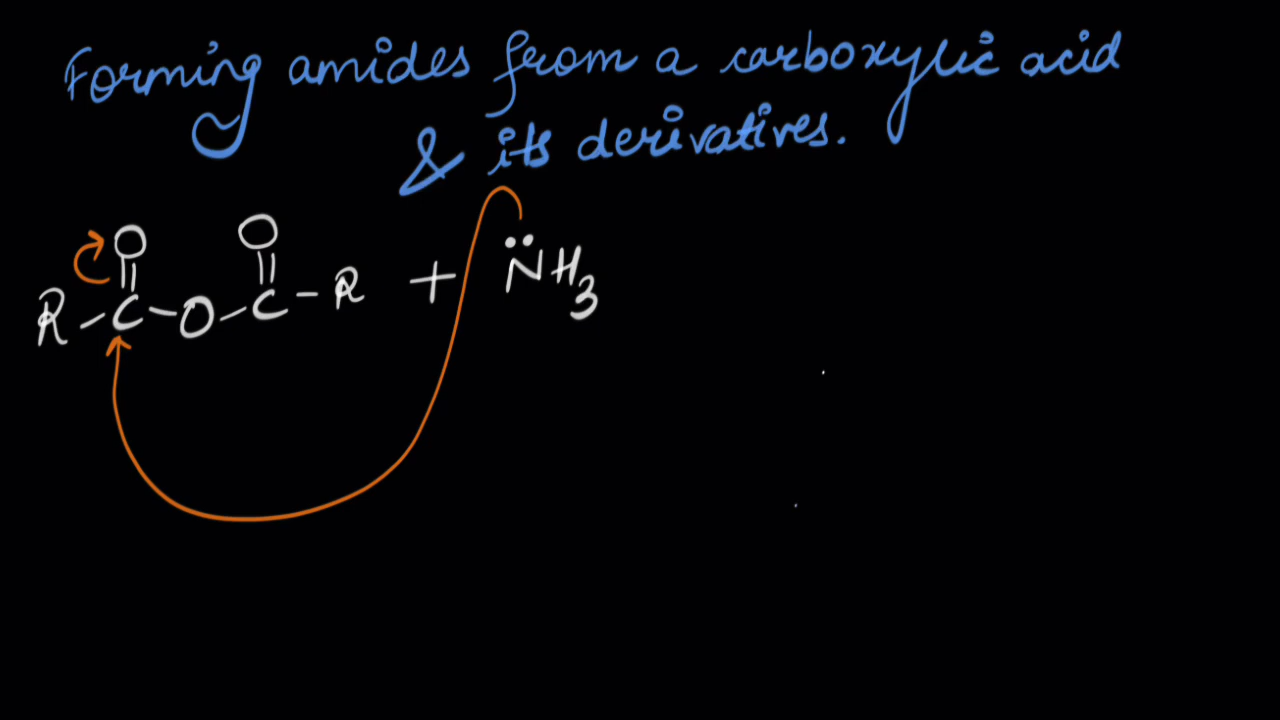 Forming amides from a carboxylic acid
& its derivatives.
O O
R-C-O-C-R + NH3